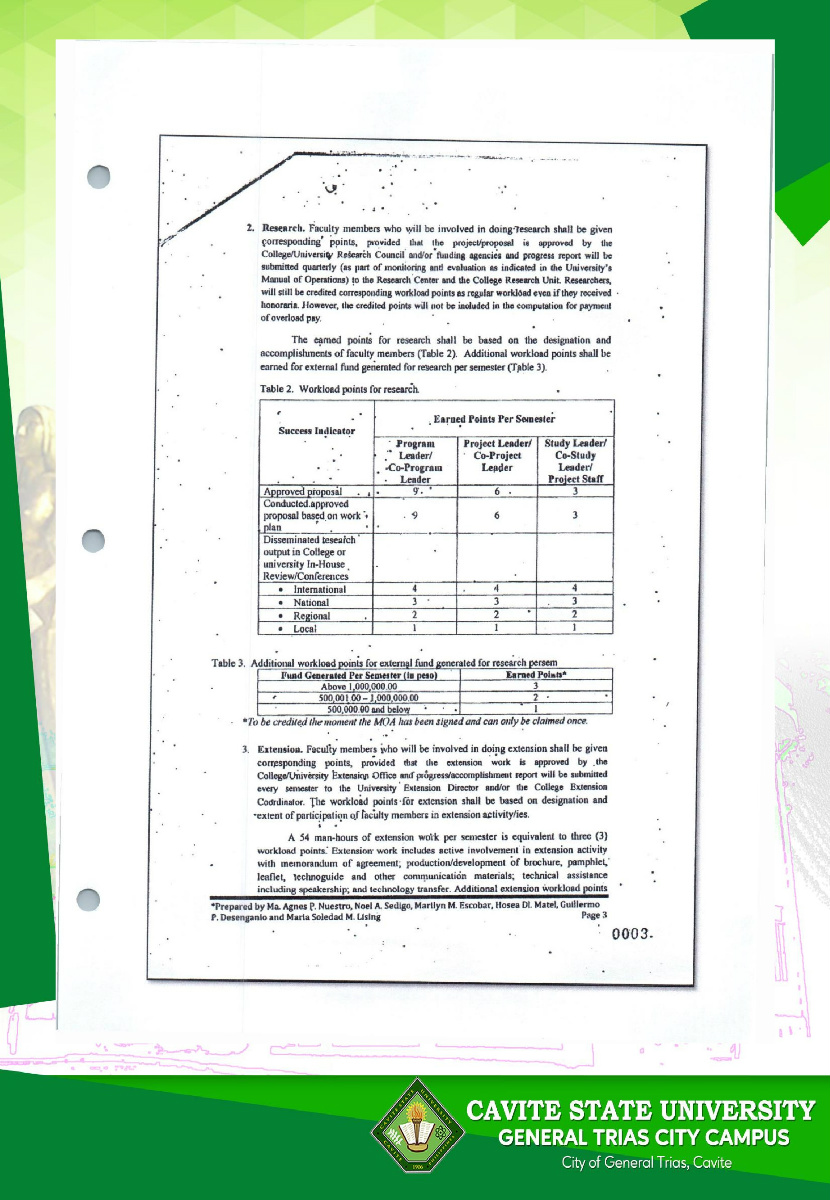 2. Research. Faculty members who will be involved in doing research shall be given
corresponding points, provided that the project/proposal is approved by the
College/University Research Council and/or funding agencies and progress report will be
submitted quarterly (as part of monitoring and evaluation as indicated in the University's
Manual of Operations) to the Research Center and the College Research Unit. Researchers,
will still be credited corresponding workload points as regular workload even if they received
honoraria. However, the credited points will not be included in the computation for payment
of overload pay.
The earned points for research shall be based on the designation and
accomplishments of faculty members (Table 2). Additional workload points shall be
earned for external fund generated for research per semester (Table 3).
Table 2. Workload points for research.
Success Indicator
Earned Points Per Semester
Program Leader/ Co-Program Leader
Project Leader/ Co-Project Leader
Study Leader/ Co-Study Leader/ Project Staff
Approved proposal 9 6 3
Conducted approved
proposal based on work 9 6 3
plan
Disseminated research
output in College or
university In-House
Review/Conferences
• International 4 4 4
• National 3 3 3
• Regional 2 2 2
• Local 1 1 1
Table 3. Additional workload points for external fund generated for research persem
Fund Generated Per Semester (in peso) Earned Points*
Above 1,000,000.00 3
500,001.00 – 1,000,000.00 2
500,000.00 and below 1
*To be credited the moment the MOA has been signed and can only be claimed once.
3. Extension. Faculty members who will be involved in doing extension shall be given
corresponding points, provided that the extension work is approved by the
College/University Extension Office and progress/accomplishment report will be submitted
every semester to the University Extension Director and/or the College Extension
Coordinator. The workload points for extension shall be based on designation and
extent of participation of faculty members in extension activity/ies.
A 54 man-hours of extension work per semester is equivalent to three (3)
workload points. Extension work includes active involvement in extension activity
with memorandum of agreement; production/development of brochure, pamphlet,
leaflet, technoguide and other communication materials; technical assistance
including speakership; and technology transfer. Additional extension workload points
*Prepared by Ma. Agnes P. Nuestro, Noel A. Sedigo, Marilyn M. Escobar, Hosea Dl. Matel, Guillermo
P. Desenganio and Maria Soledad M. Lising Page 3
0003
CAVITE STATE UNIVERSITY
GENERAL TRIAS CITY CAMPUS
City of General Trias, Cavite
1906